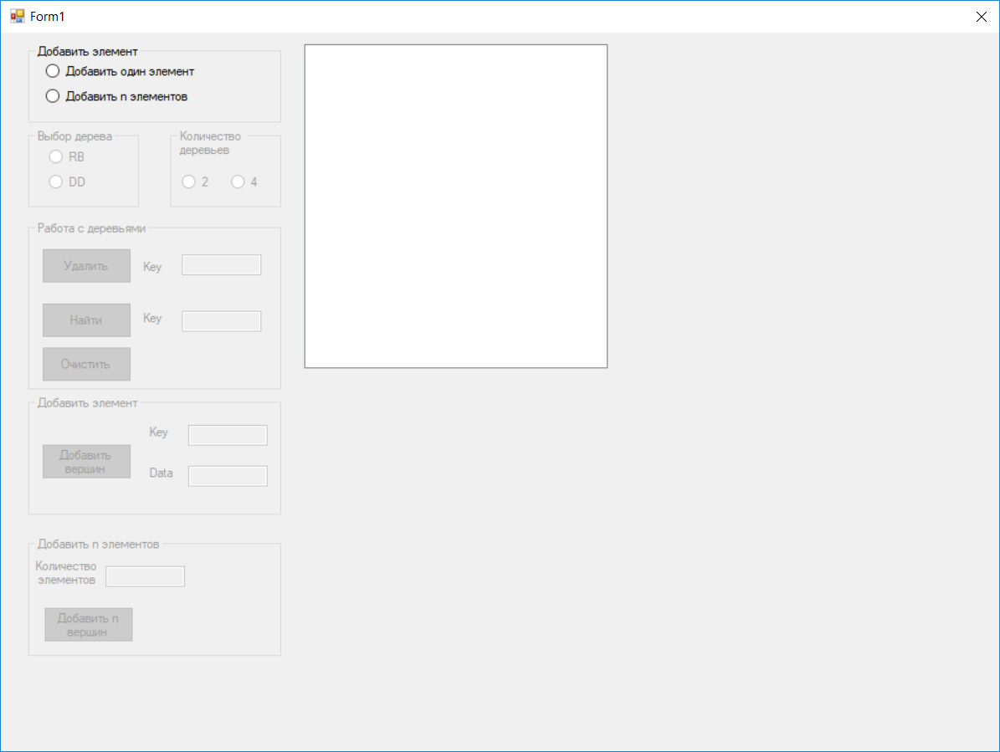 Form1
Добавить элемент
Добавить один элемент
Добавить n элементов
Выбор дерева
RB
DD
Количество
деревьев
2 4
Работа с деревьями
Удалить Key
Найти Key
Очистить
Добавить элемент
Key
Добавить
вершин
Data
Добавить n элементов
Количество
элементов
Добавить n
вершин